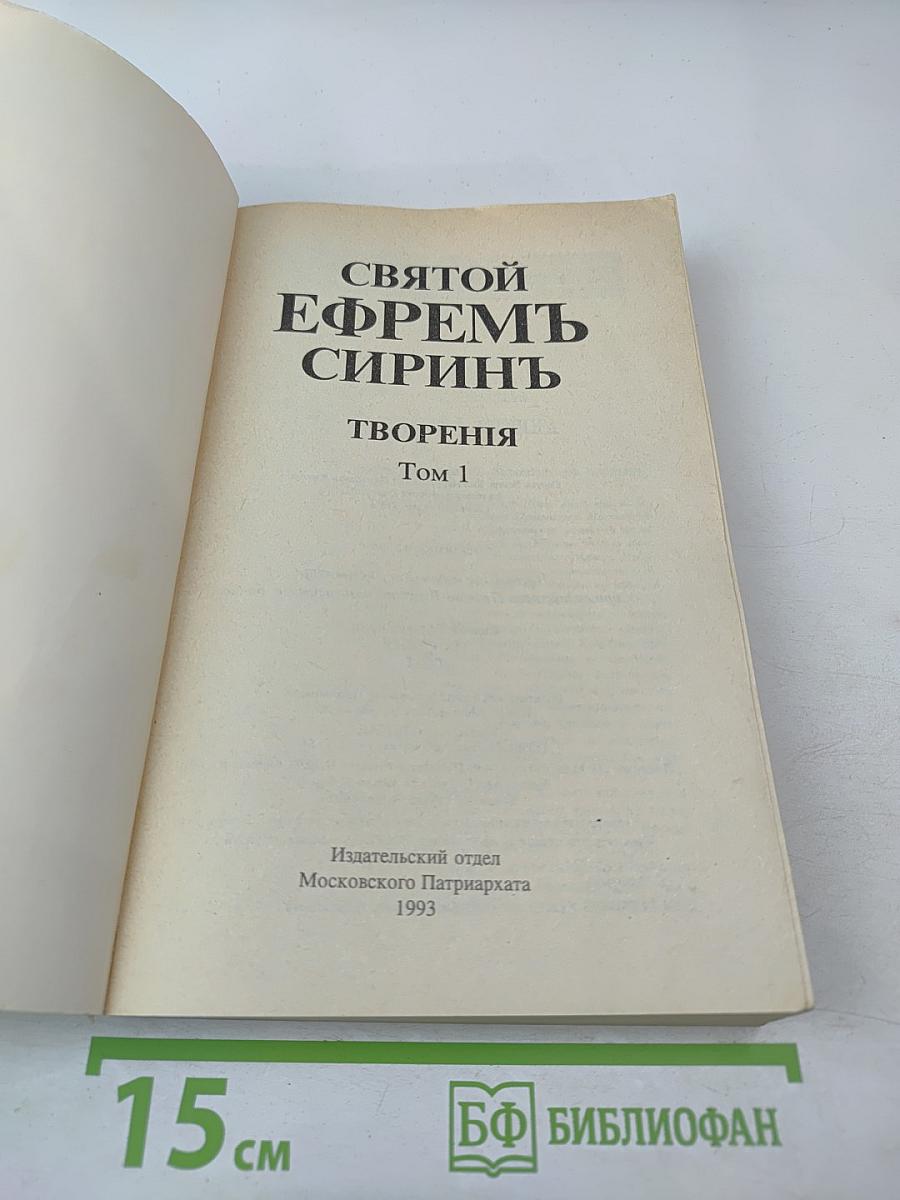 СВЯТОЙ
ЕФРЕМЪ
СИРИНЪ
ТВОРЕНІЯ
Том 1
Издательский отдел
Московского Патриархата
1993
15 см
БФ БИБЛИОФАН